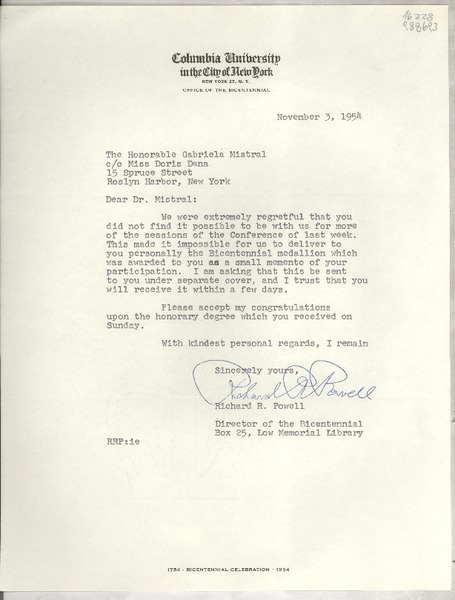 16228
988693
Columbia University
in the City of New York
NEW YORK 27, N. Y.
OFFICE OF THE BICENTENNIAL
November 3, 1954
The Honorable Gabriela Mistral
c/o Miss Doris Dana
15 Spruce Street
Roslyn Harbor, New York
Dear Dr. Mistral:
We were extremely regretful that you
did not find it possible to be with us for more
of the sessions of the Conference of last week.
This made it impossible for us to deliver to
you personally the Bicentennial medallion which
was awarded to you as a small momento of your
participation. I am asking that this be sent
to you under separate cover, and I trust that you
will receive it within a few days.
Please accept my congratulations
upon the honorary degree which you received on
Sunday.
With kindest personal regards, I remain
Sincerely yours,
Richard R. Powell
Richard R. Powell
Director of the Bicentennial
Box 25, Low Memorial Library
RRP:ie
1754 - BICENTENNIAL CELEBRATION - 1954